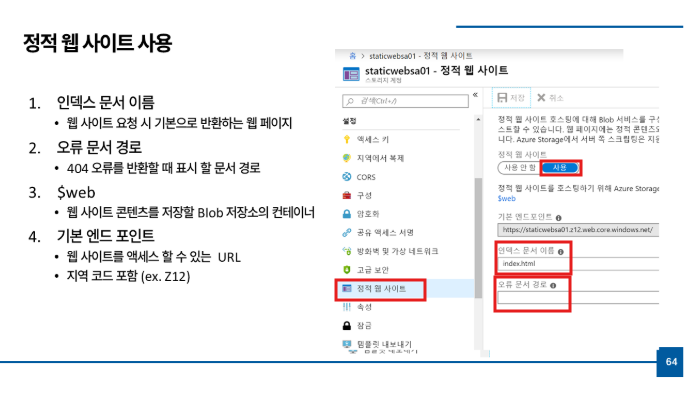 정적 웹 사이트 사용
1. 인덱스 문서 이름
• 웹 사이트 요청 시 기본으로 반환하는 웹 페이지
2. 오류 문서 경로
• 404 오류를 반환할 때 표시 할 문서 경로
3. $web
• 웹 사이트 콘텐츠를 저장할 Blob 저장소의 컨테이너
4. 기본 엔드 포인트
• 웹 사이트를 액세스 할 수 있는 URL
• 지역 코드 포함 (ex. Z12)
홈 > staticwebsa01 - 정적 웹 사이트
staticwebsa01 - 정적 웹 사이트
스토리지 계정
검색(Ctrl+/)
설정
액세스 키
지역에서 복제
CORS
구성
암호화
공유 액세스 서명
방화벽 및 가상 네트워크
고급 보안
정적 웹 사이트
속성
잠금
템플릿 내보내기
저장 취소
정적 웹 사이트 호스팅에 대해 Blob 서비스를 구성
스트할 수 있습니다. 웹 페이지에는 정적 콘텐츠와
니다. Azure Storage에서 서버 쪽 스크립팅은 지원
정적 웹 사이트
사용 안 함 사용
정적 웹 사이트를 호스팅하기 위해 Azure Storage
$web
기본 엔드포인트
https://staticwebsa01.z12.web.core.windows.net/
인덱스 문서 이름
index.html
오류 문서 경로
64